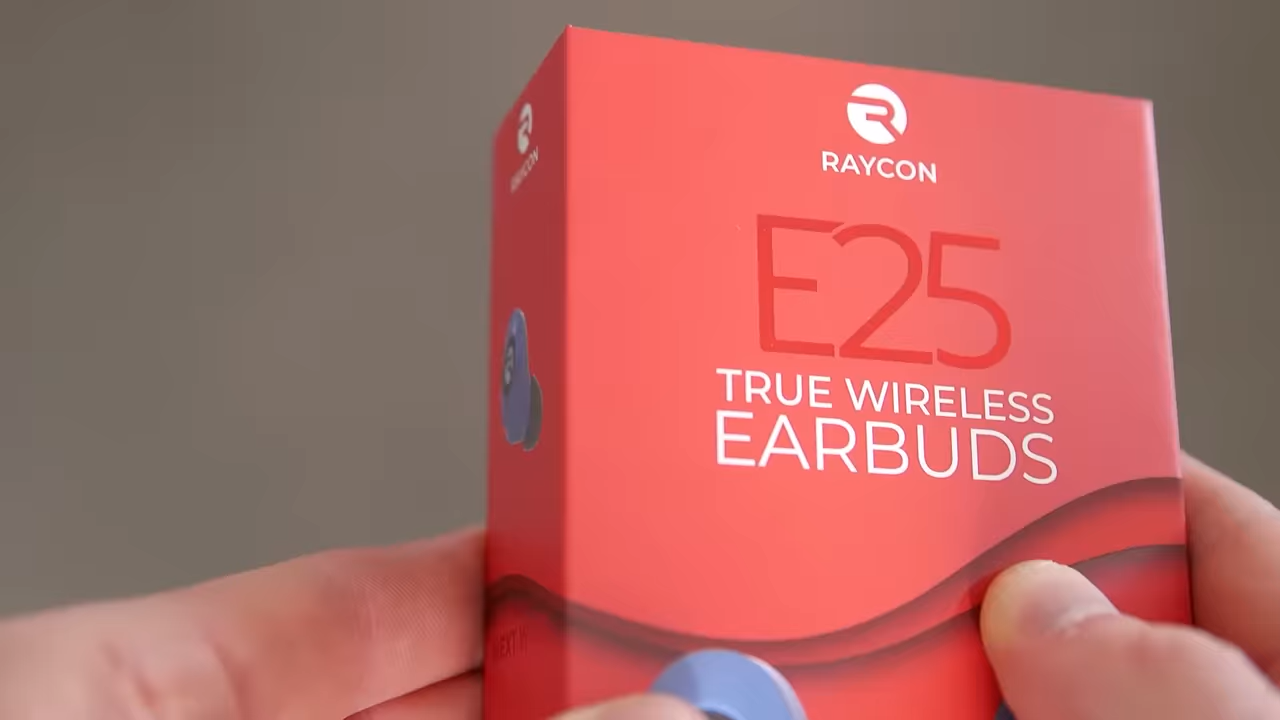 RAYCON
RAYCON
E25
TRUE WIRELESS
EARBUDS